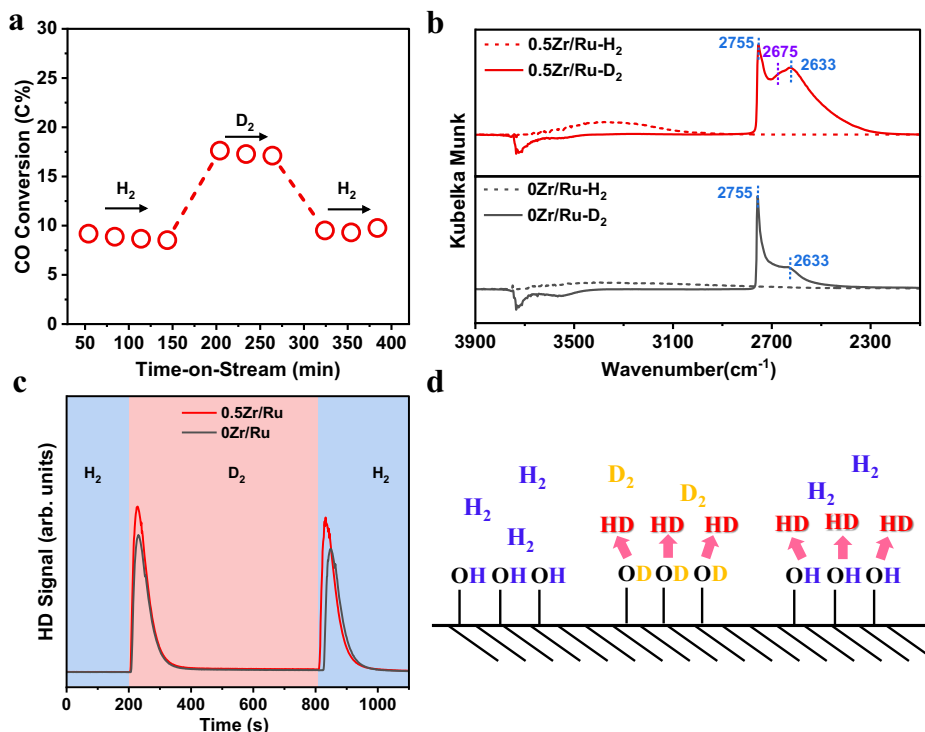 a
CO Conversion (C%)
30
25
20
15
10
5
0
H2
D2
H2
50 100 150 200 250 300 350 400
Time-on-Stream (min)
b
Kubelka Munk
0.5Zr/Ru-H2
0.5Zr/Ru-D2
2755
2675
2633
0Zr/Ru-H2
0Zr/Ru-D2
2755
2633
3900 3500 3100 2700 2300
Wavenumber(cm-1)
c
HD Signal (arb. units)
0.5Zr/Ru
0Zr/Ru
H2 D2 H2
0 200 400 600 800 1000
Time (s)
d
H2
H2
H2
D2
D2
HD HD HD
OD OD OD
H2
H2
HD HD HD
OH OH OH
OH OH OH